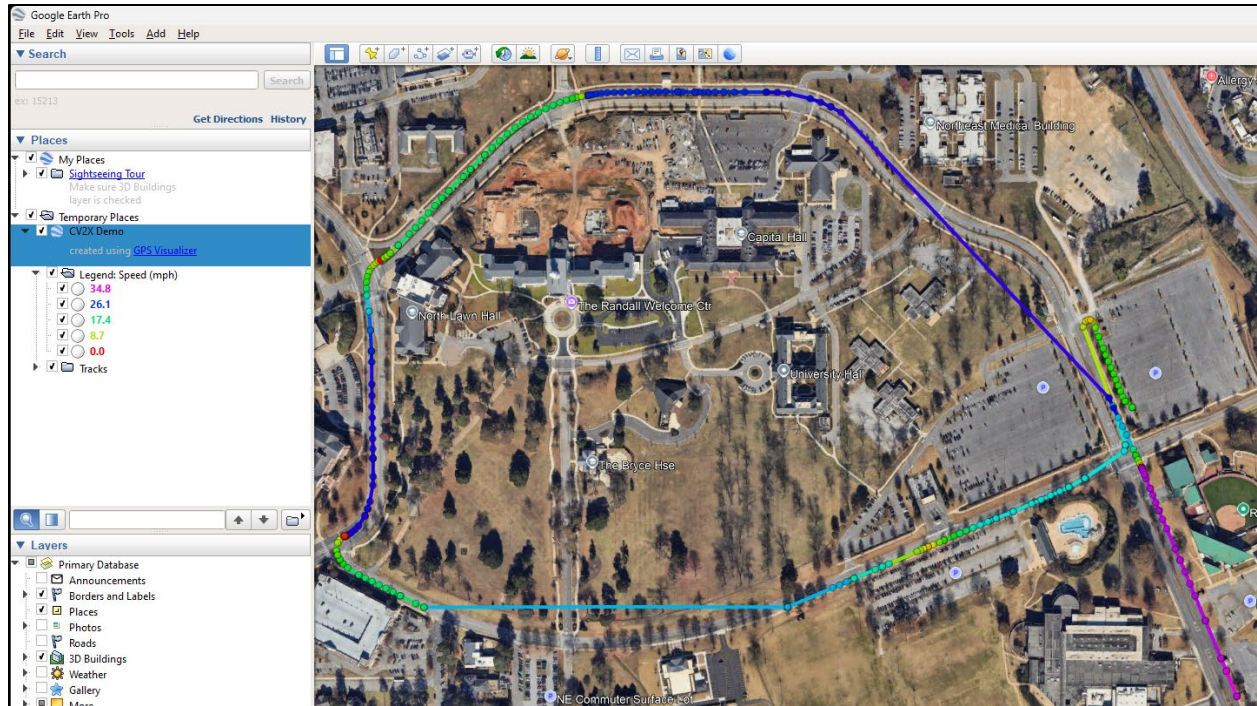 Google Earth Pro
File Edit View Tools Add Help
Search
Search
ex: 15213
Get Directions History
Places
My Places
Sightseeing Tour
Make sure 3D Buildings
layer is checked
Temporary Places
CV2X Demo
created using GPS Visualizer
Legend: Speed (mph)
34.8
26.1
17.4
8.7
0.0
Tracks
Layers
Primary Database
Announcements
Borders and Labels
Places
Photos
Roads
3D Buildings
Weather
Gallery
More
Allergy
Northeast Medical Building
Capital Hall
The Randall Welcome Ctr
North Lawn Hall
University Hall
P
P
The Bryce Hse
R
P
P
P
NE Commuter Surface Lot